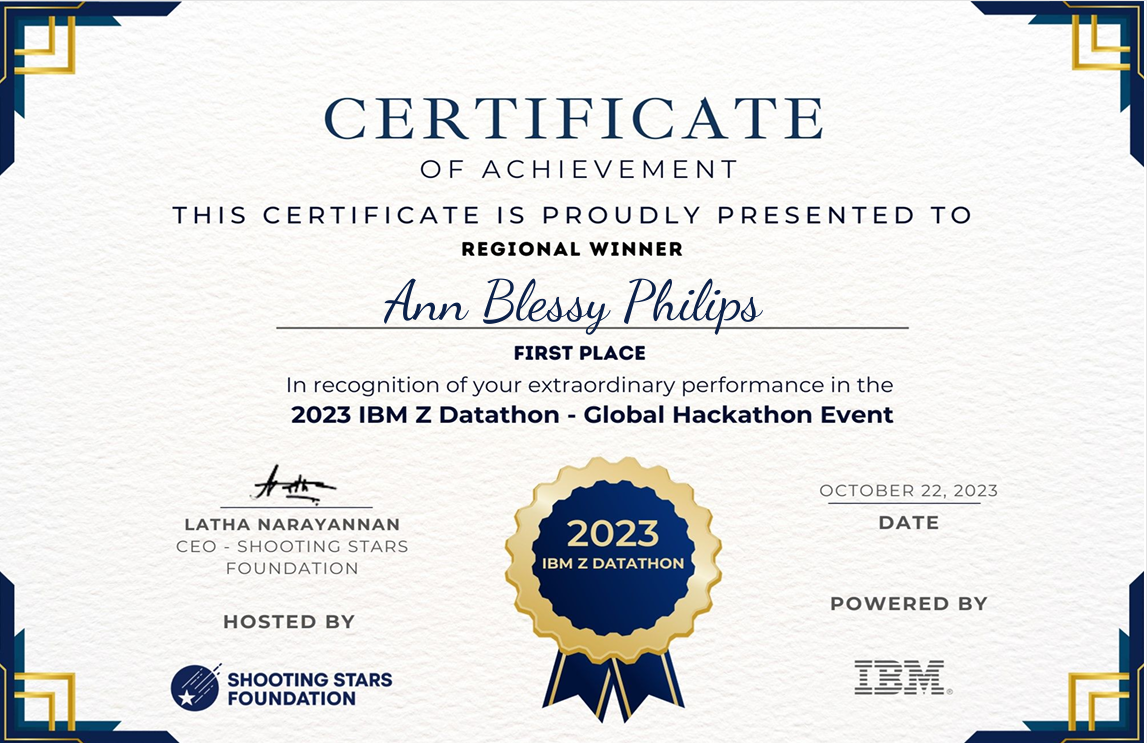 CERTIFICATE
OF ACHIEVEMENT
THIS CERTIFICATE IS PROUDLY PRESENTED TO
REGIONAL WINNER
Ann Blessy Philips
FIRST PLACE
In recognition of your extraordinary performance in the
2023 IBM Z Datathon - Global Hackathon Event
LATHA NARAYANNAN
CEO - SHOOTING STARS
FOUNDATION
HOSTED BY
SHOOTING STARS
FOUNDATION
2023
IBM Z DATATHON
OCTOBER 22, 2023
DATE
POWERED BY
IBM®